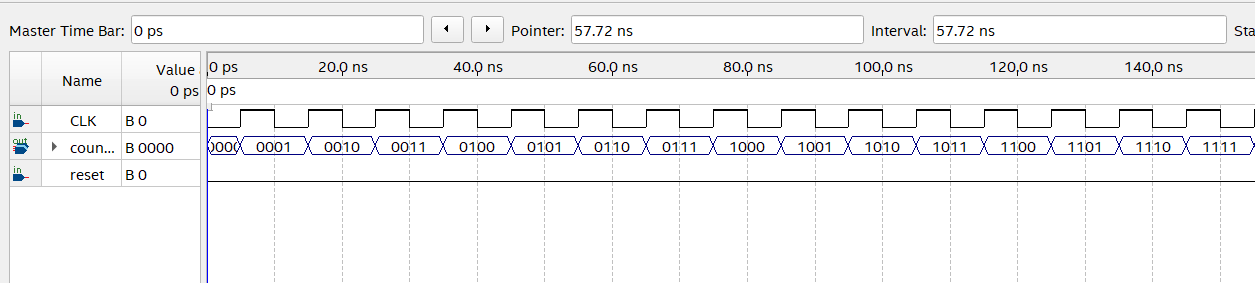 Master Time Bar: 0 ps Pointer: 57.72 ns Interval: 57.72 ns Sta
Name Value
0 ps
0 ps 20.0 ns 40.0 ns 60.0 ns 80.0 ns 100.0 ns 120.0 ns 140.0 ns
0 ps
in CLK B 0
out coun... B 0000 0000 0001 0010 0011 0100 0101 0110 0111 1000 1001 1010 1011 1100 1101 1110 1111
in reset B 0